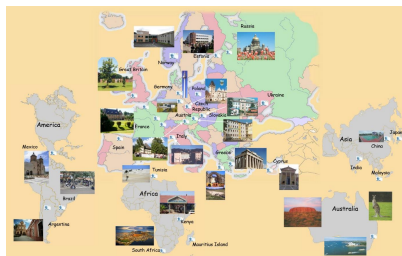 Russia
Estonia
Norway
Great Britain
Germany
Poland
Czech
Republic
Ukraine
Austria
Slovakia
France
America
Italy
Asia
Japan
China
Mexico
Spain
Greece
Cyprus
India
Malaysia
Tunisia
Africa
Brazil
Australia
Kenya
Argentina
Mauritius Island
South Africa